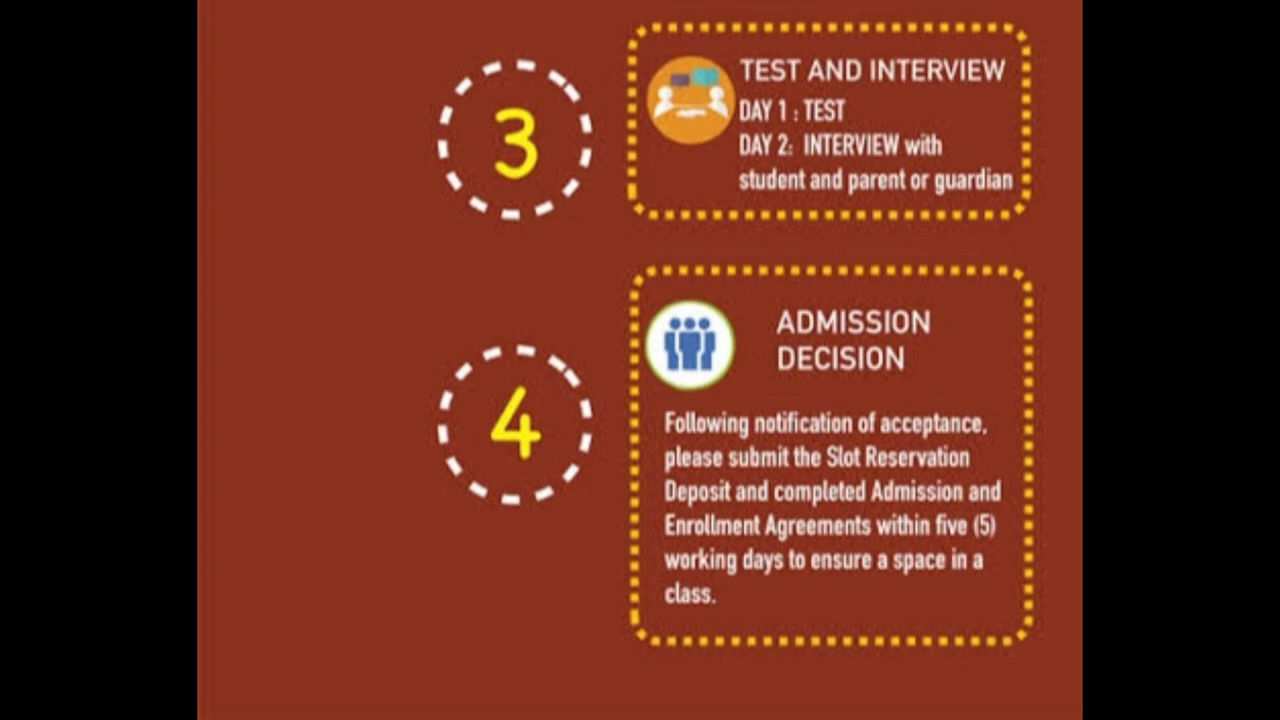 3
TEST AND INTERVIEW
DAY 1 : TEST
DAY 2: INTERVIEW with
student and parent or guardian
4
ADMISSION
DECISION
Following notification of acceptance,
please submit the Slot Reservation
Deposit and completed Admission and
Enrollment Agreements within five (5)
working days to ensure a space in a
class.